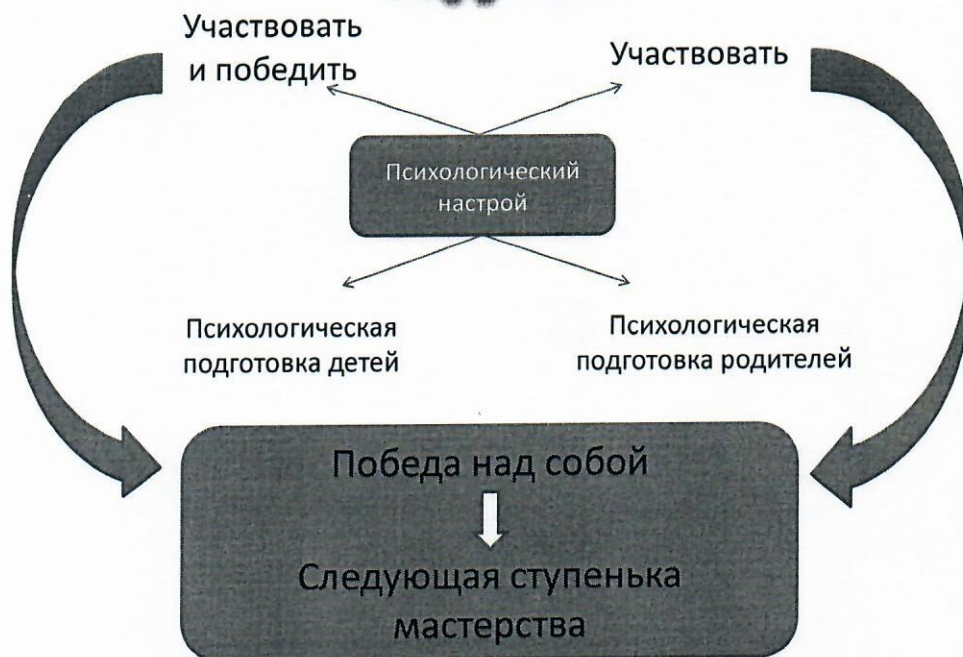 Участвовать
и победить
Участвовать
Психологический
настрой
Психологическая
подготовка детей
Психологическая
подготовка родителей
Победа над собой
Следующая ступенька
мастерства